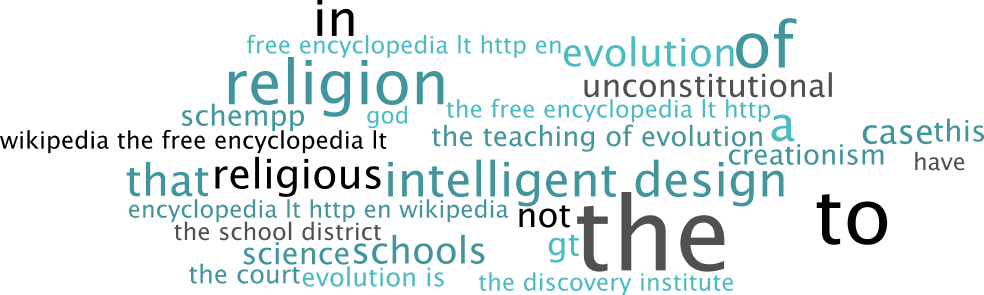 in
free encyclopedia lt http en evolution of
religion unconstitutional
schempp god the free encyclopedia lt http a
wikipedia the free encyclopedia lt the teaching of evolution case this
creationism have
that religious intelligent design
encyclopedia lt http en wikipedia not the to
the school district
science schools gt
the court evolution is the discovery institute